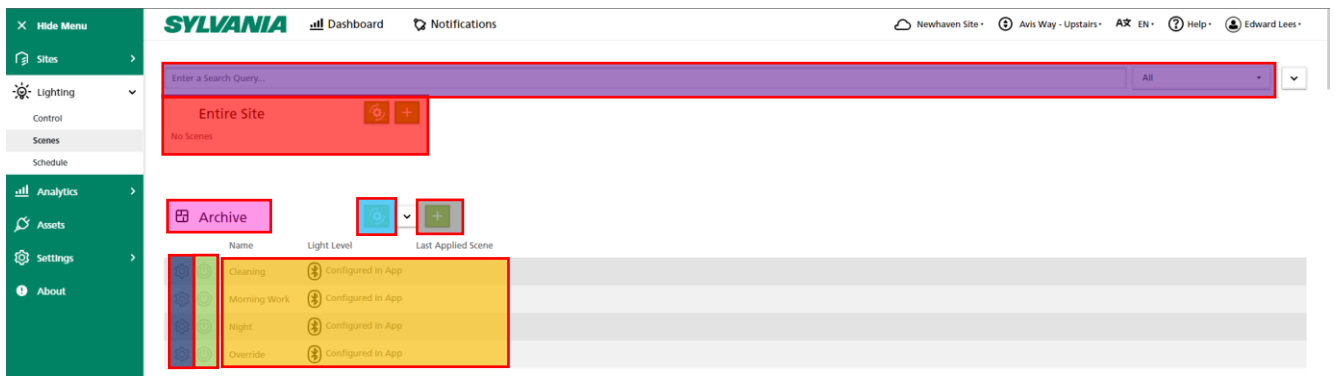 Hide Menu
SYLVANIA
Dashboard
Notifications
Newhaven Site
Avis Way - Upstairs
EN
Help
Edward Lees
Sites
Lighting
Control
Scenes
Schedule
Analytics
Assets
Settings
About
Enter a Search Query...
All
Entire Site
No Scenes
Archive
Name Light Level Last Applied Scene
Cleaning Configured in App
Morning Work Configured in App
Night Configured in App
Override Configured in App